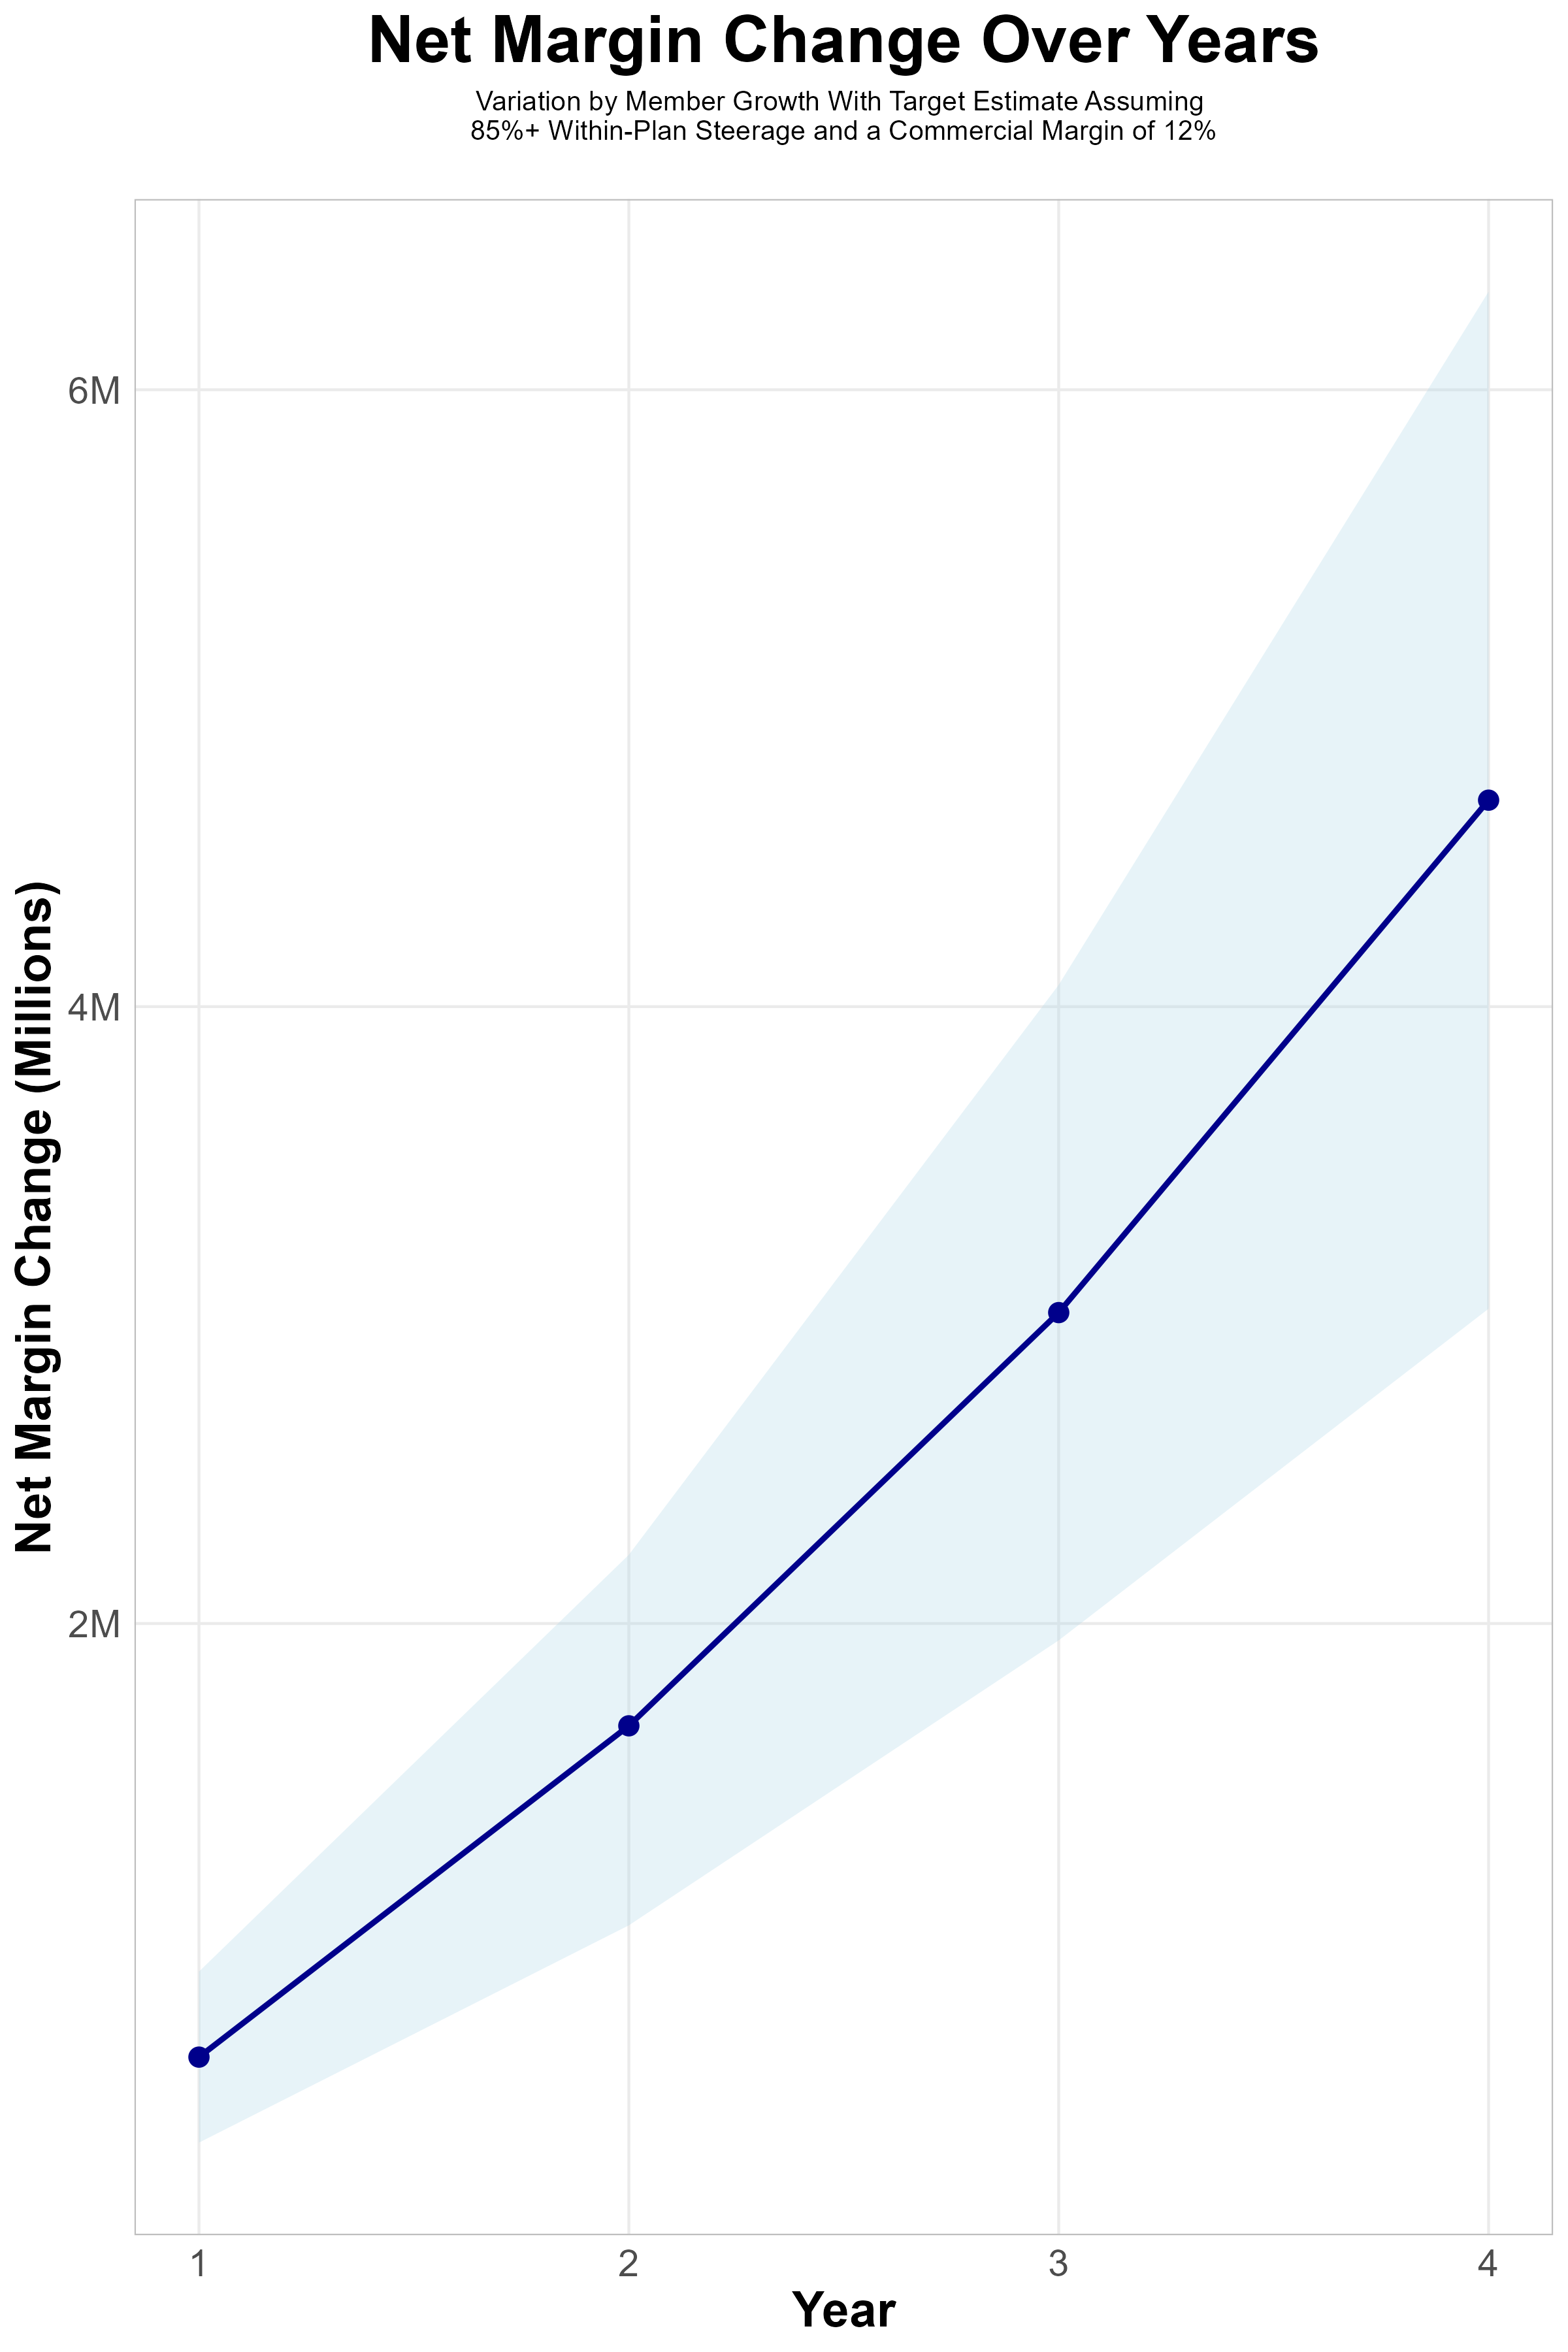 Net Margin Change Over Years
Variation by Member Growth With Target Estimate Assuming
85%+ Within-Plan Steerage and a Commercial Margin of 12%
Net Margin Change (Millions)
6M
4M
2M
1 2 3 4
Year